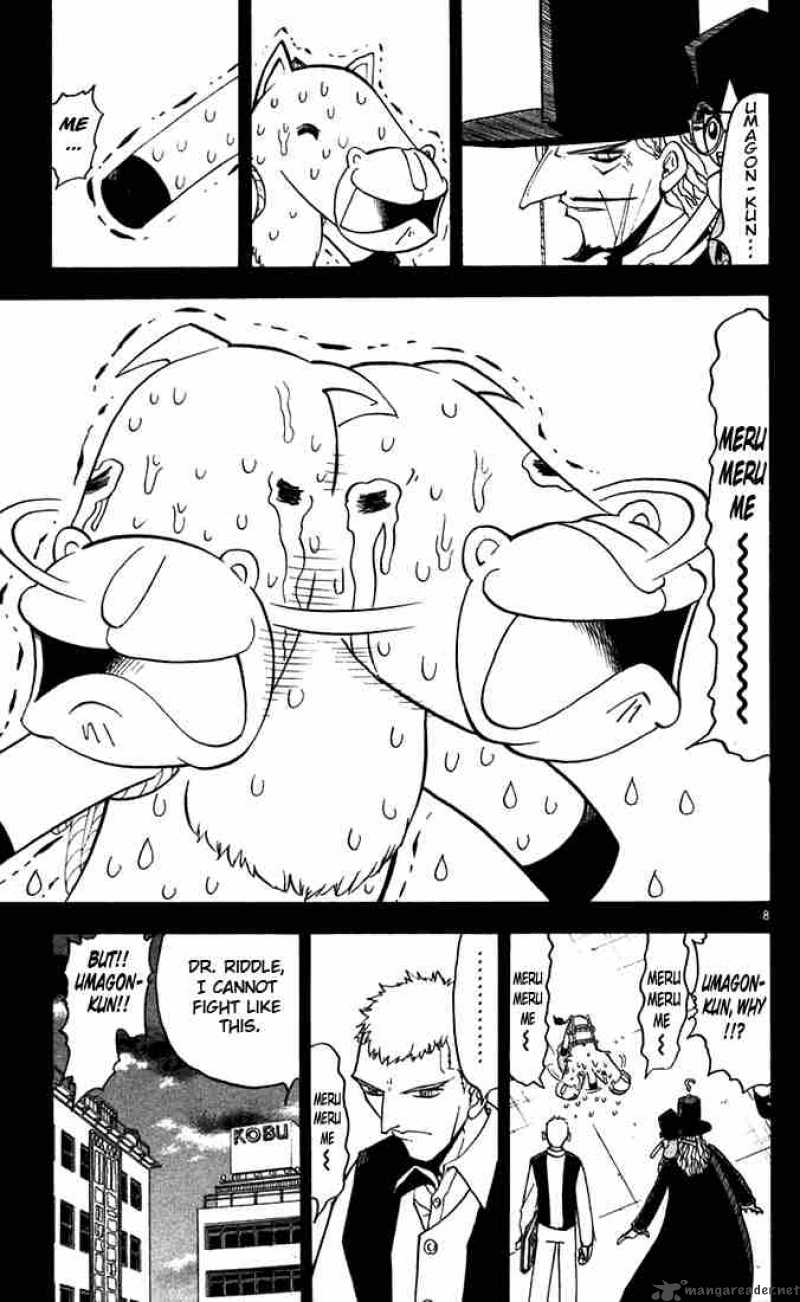 UMAGON-KUN...
ME
...
MERU
MERU
ME
8
UMAGON-
KUN, WHY
!!?
MERU
MERU
ME
MERU
MERU
ME
?
.........
MERU
MERU
ME
DR. RIDDLE,
I CANNOT
FIGHT LIKE
THIS.
BUT!!
UMAGON-
KUN!!
KOBU
mangareader.net